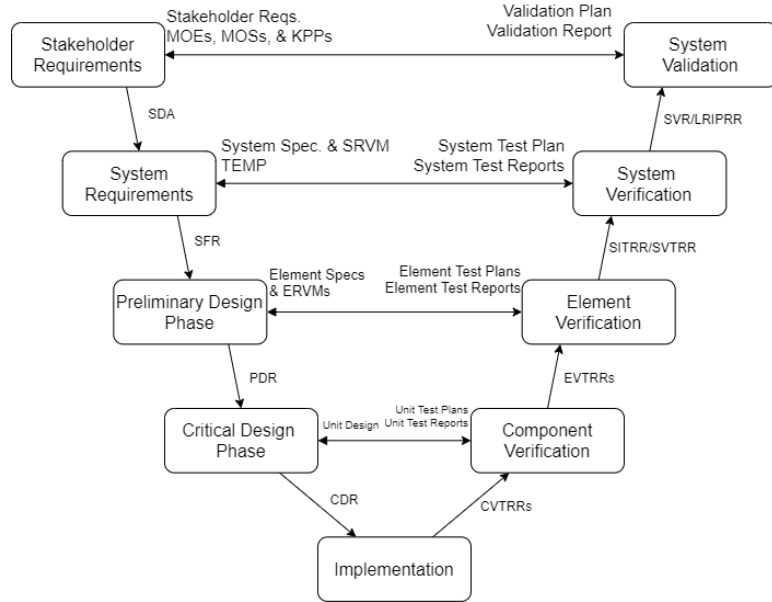 Stakeholder Reqs.
MOEs, MOSs, & KPPs
Validation Plan
Validation Report
Stakeholder
Requirements
System
Validation
SDA
SVR/LRIPRR
System Spec. & SRVM
TEMP
System Test Plan
System Test Reports
System
Requirements
System
Verification
SFR
SITRR/SVTRR
Element Specs
& ERVMs
Element Test Plans
Element Test Reports
Preliminary Design
Phase
Element
Verification
PDR
EVTRRs
Unit Design
Unit Test Plans
Unit Test Reports
Critical Design
Phase
Component
Verification
CDR
CVTRRs
Implementation